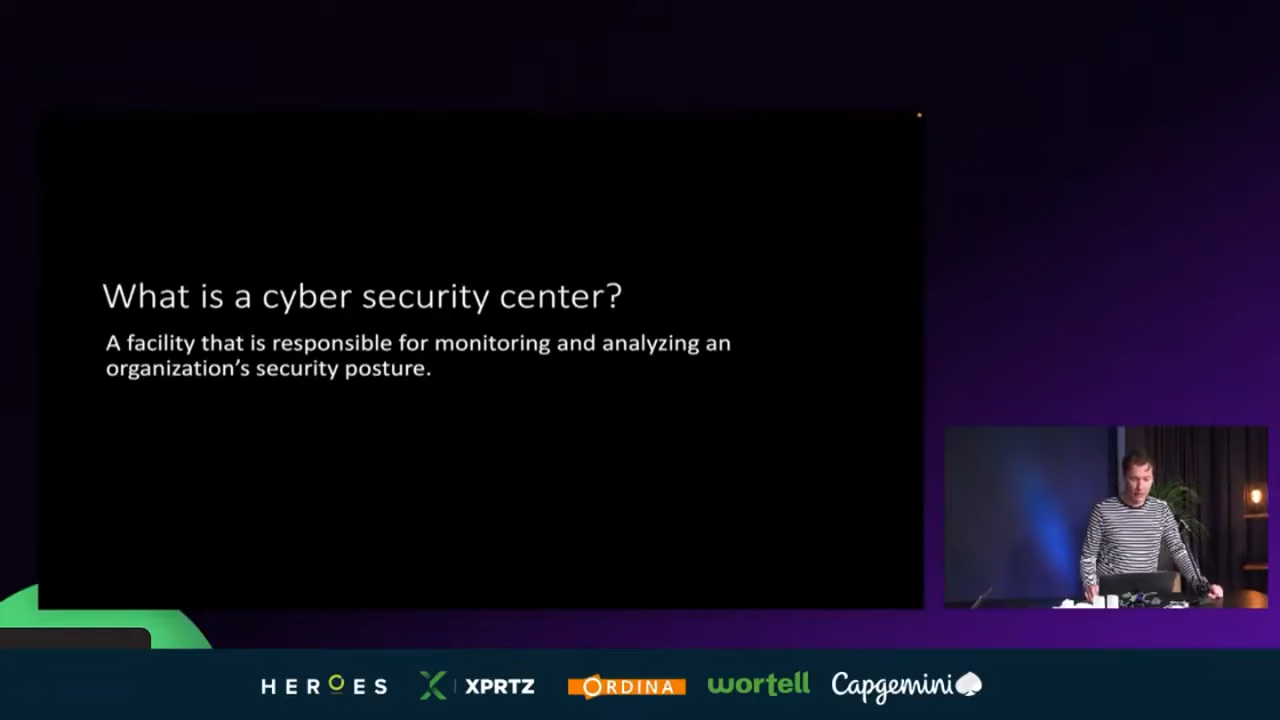 What is a cyber security center?
A facility that is responsible for monitoring and analyzing an
organization's security posture.
HEROES XPRTZ ORDINA wortell Capgemini